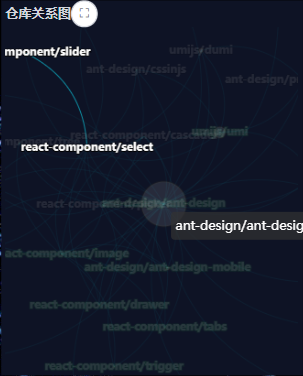 仓库关系图
mponent/slider
umijs/dumi
ant-design/cssinjs
ant-design/p
react-component/cascader
umijs/umi
mponent/tree
react-component/select
ant-design/ant-design
react-component/
ant-design/ant-desig
act-component/image
ant-design/ant-design-mobile
react-component/drawer
react-component/tabs
react-component/trigger